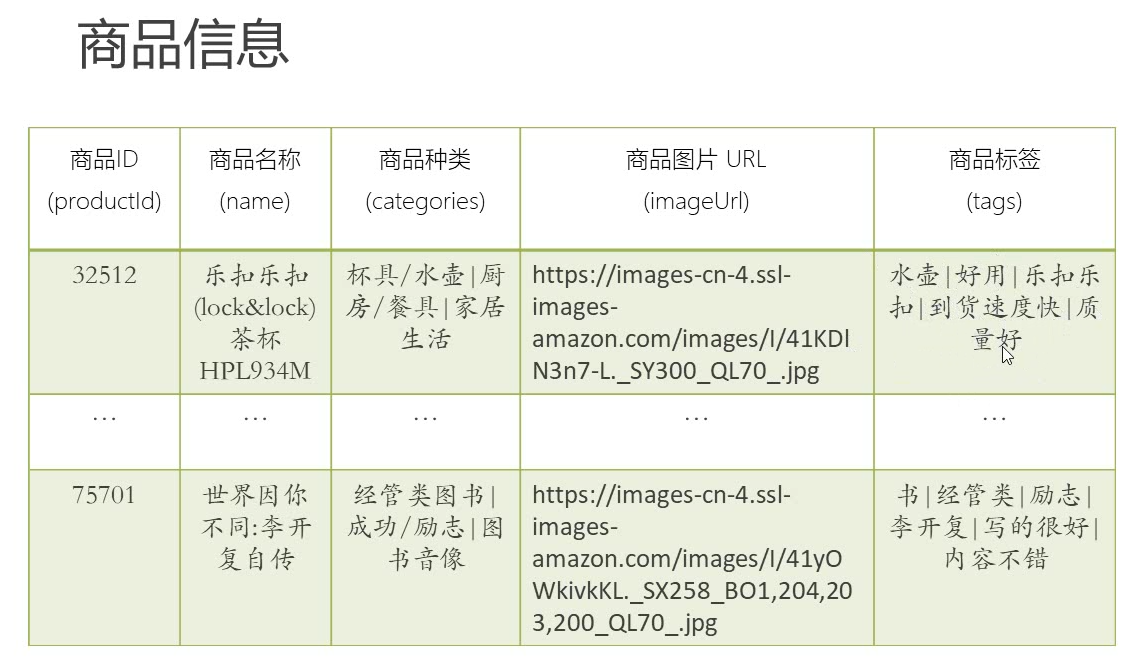 商品信息
商品ID
(productId)
商品名称
(name)
商品种类
(categories)
商品图片 URL
(imageUrl)
商品标签
(tags)
32512
乐扣乐扣
(lock&lock)
茶杯
HPL934M
杯具/水壶|厨
房/餐具|家居
生活
https://images-cn-4.ssl-
images-
amazon.com/images/I/41KDl
N3n7-L._SY300_QL70_.jpg
水壶|好用|乐扣乐
扣|到货速度快|质
量好
...
...
...
...
...
75701
世界因你
不同:李开
复自传
经管类图书|
成功/励志|图
书音像
https://images-cn-4.ssl-
images-
amazon.com/images/I/41yO
WkivkKL._SX258_BO1,204,20
3,200_QL70_.jpg
书|经管类|励志|
李开复|写的很好|
内容不错